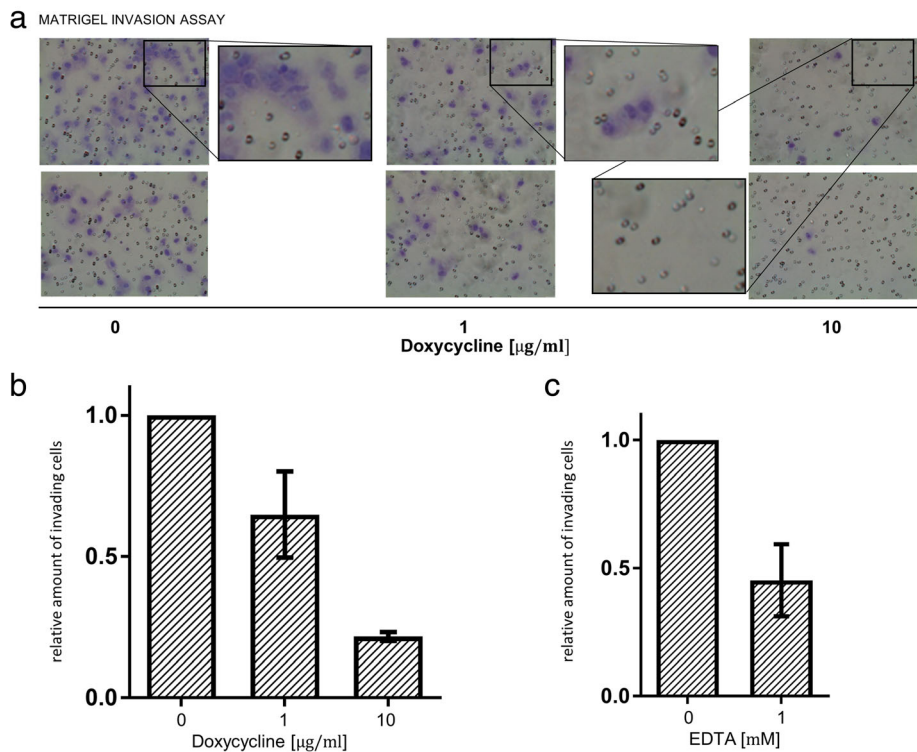 a MATRIGEL INVASION ASSAY
0 1 10
Doxycycline [μg/ml]
b
relative amount of invading cells
1.0
0.5
0.0
0 1 10
Doxycycline [μg/ml]
c
relative amount of invading cells
1.0
0.5
0.0
0 1
EDTA [mM]